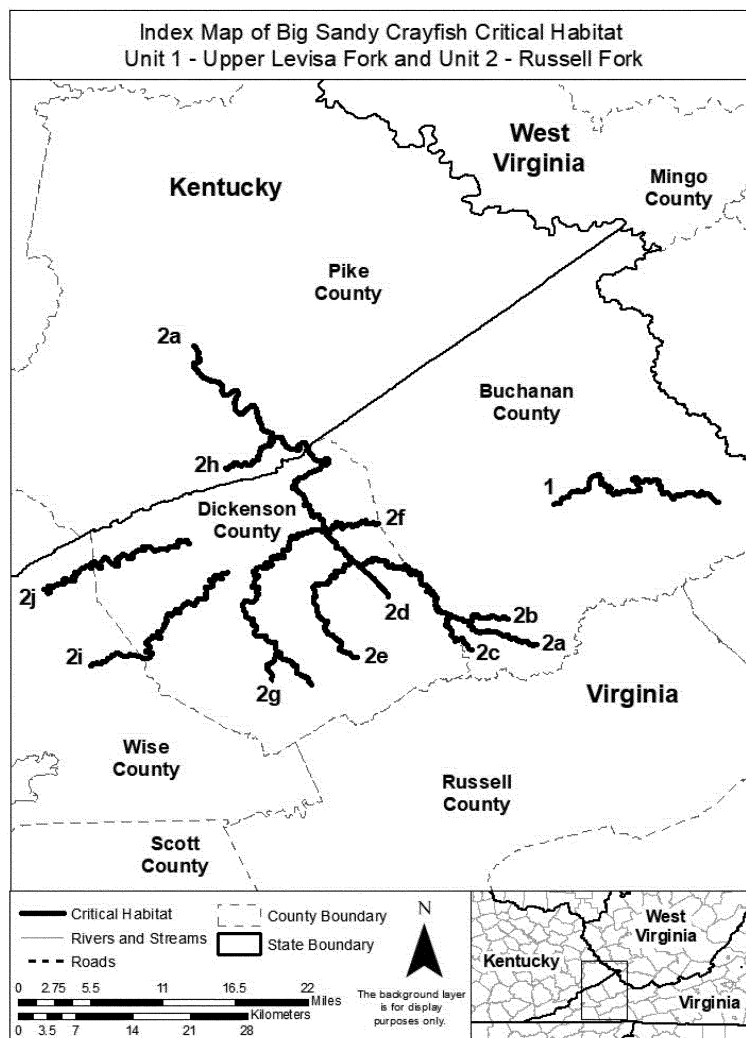 Index Map of Big Sandy Crayfish Critical Habitat
Unit 1 - Upper Levisa Fork and Unit 2 - Russell Fork
West
Virginia
Mingo
County
Kentucky
Pike
County
2a
Buchanan
County
2h
1
Dickenson
County
2f
2j
2d
2b
2a
2c
2i
2e
2g
Virginia
Wise
County
Russell
County
Scott
County
Critical Habitat
Rivers and Streams
Roads
County Boundary
State Boundary
0 2.75 5.5 11 16.5 22
Miles
Kilometers
0 3.5 7 14 21 28
N
The background layer
is for display
purposes only.
West
Virginia
Kentucky
Virginia